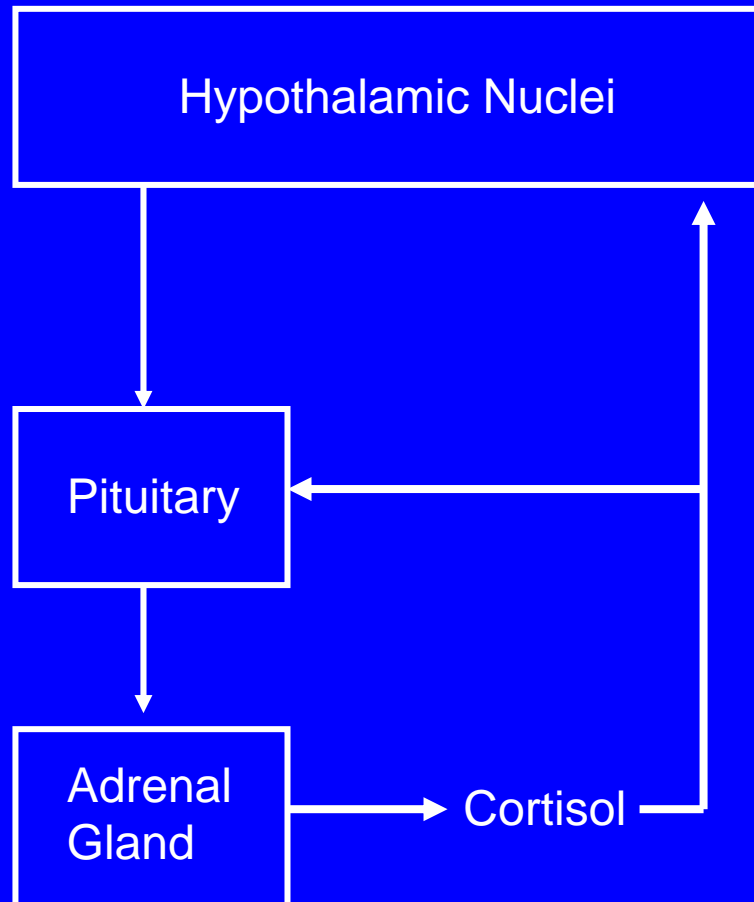 Hypothalamic Nuclei
Pituitary
Adrenal
Gland
Cortisol